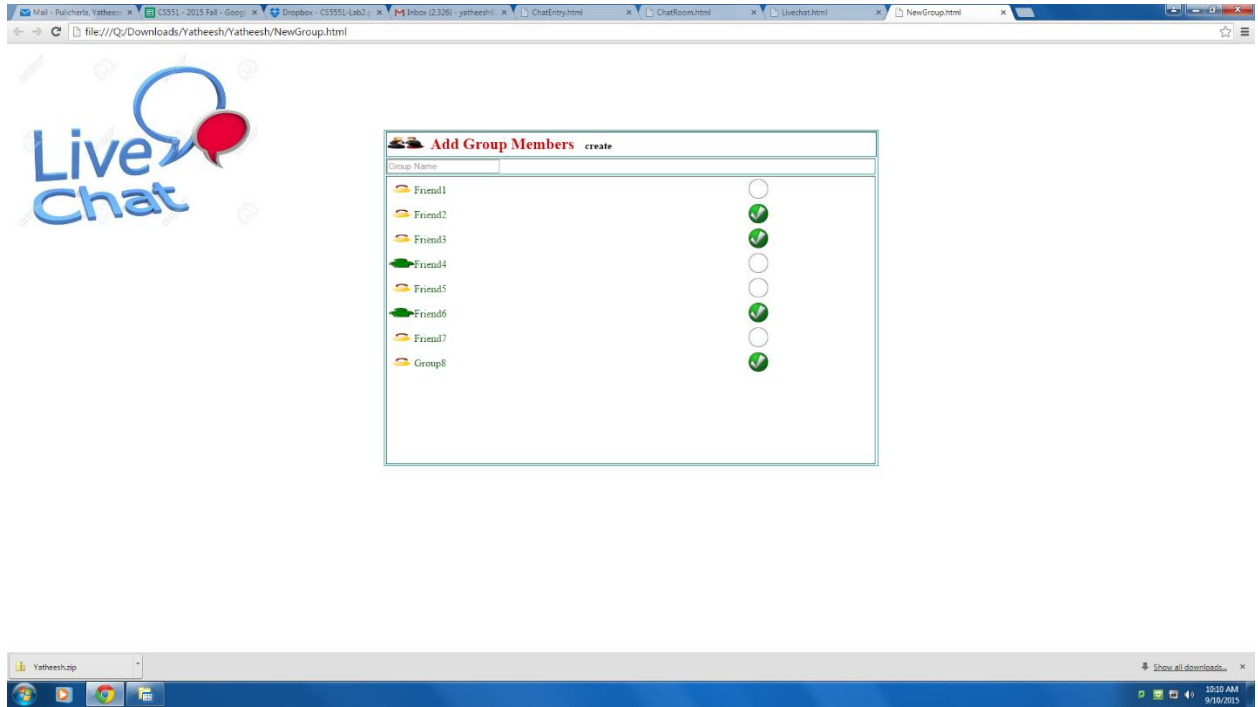 Mail - Pulicherla, Yathees
CS551 - 2015 Fall - Googl
Dropbox - CS5551-Lab2.
M Inbox (2,326) - yatheesh
ChatEntry.html
ChatRoom.html
Livechat.html
NewGroup.html
file:///Q:/Downloads/Yatheesh/Yatheesh/NewGroup.html
Live
Chat
Add Group Members create
Group Name
Friend1
Friend2
Friend3
Friend4
Friend5
Friend6
Friend7
Group8
Yatheesh.zip
Show all downloads...
10:10 AM
9/10/2015